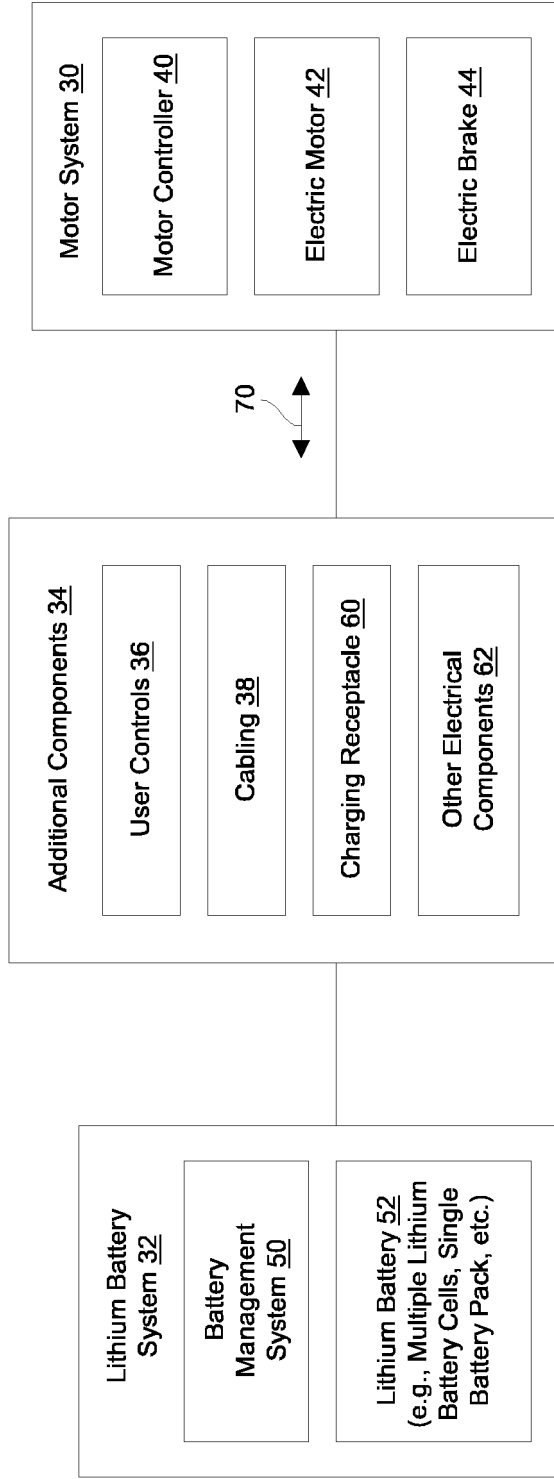 Lithium Battery
System 32
Battery
Management
System 50
Lithium Battery 52
(e.g., Multiple Lithium
Battery Cells, Single
Battery Pack, etc.)
Additional Components 34
User Controls 36
Cabling 38
Charging Receptacle 60
Other Electrical
Components 62
70
Motor System 30
Motor Controller 40
Electric Motor 42
Electric Brake 44